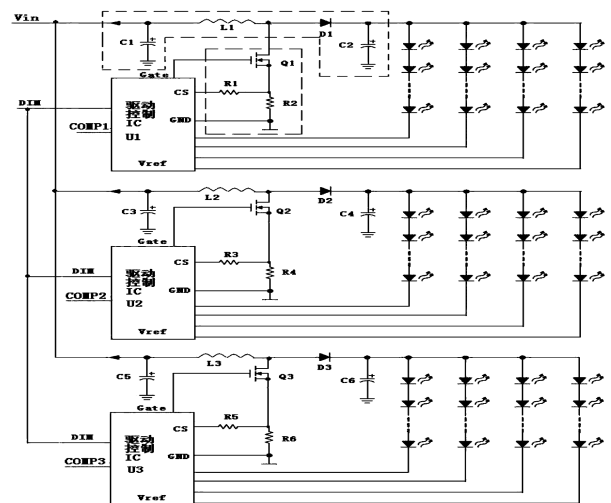 Vin
L1
D1
C1
C2
Q1
Gate
CS
R1
R2
DIM
驱动
控制
IC
U1
GND
COMP1
Vref
L2
D2
C3
C4
Q2
Gate
CS
R3
R4
DIM
驱动
控制
IC
U2
GND
COMP2
Vref
L3
D3
C5
C6
Q3
Gate
CS
R5
R6
DIM
驱动
控制
IC
U3
GND
COMP3
Vref